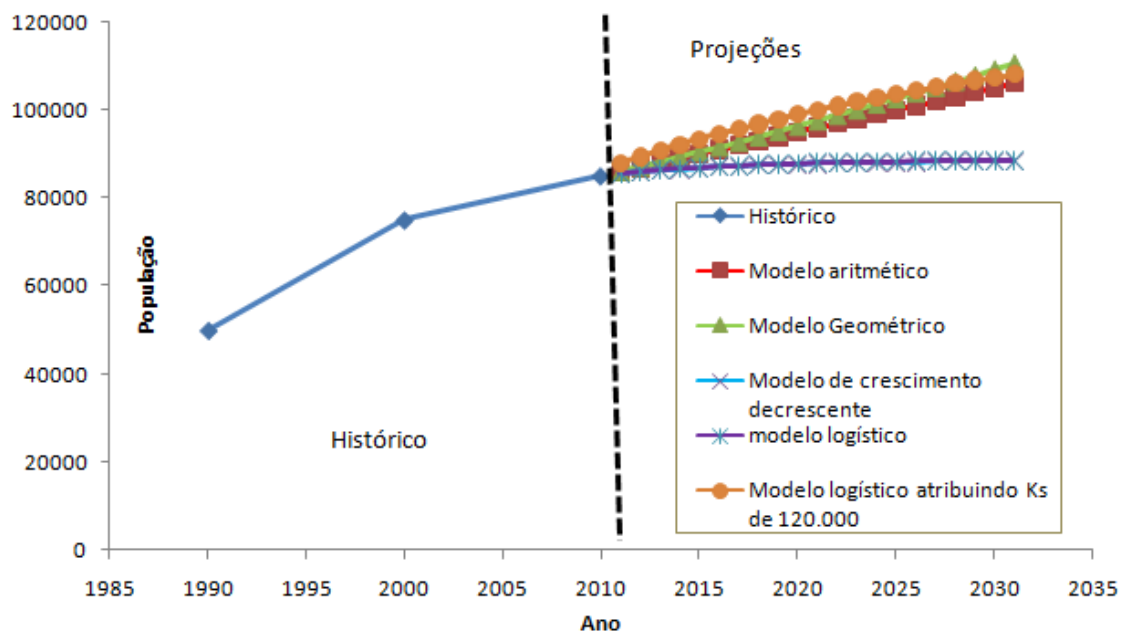 120000
100000
80000
60000
40000
20000
0
População
Projeções
Histórico
Histórico
Modelo aritmético
Modelo Geométrico
Modelo de crescimento
decrescente
modelo logístico
Modelo logístico atribuindo Ks
de 120.000
1985 1990 1995 2000 2005 2010 2015 2020 2025 2030 2035
Ano